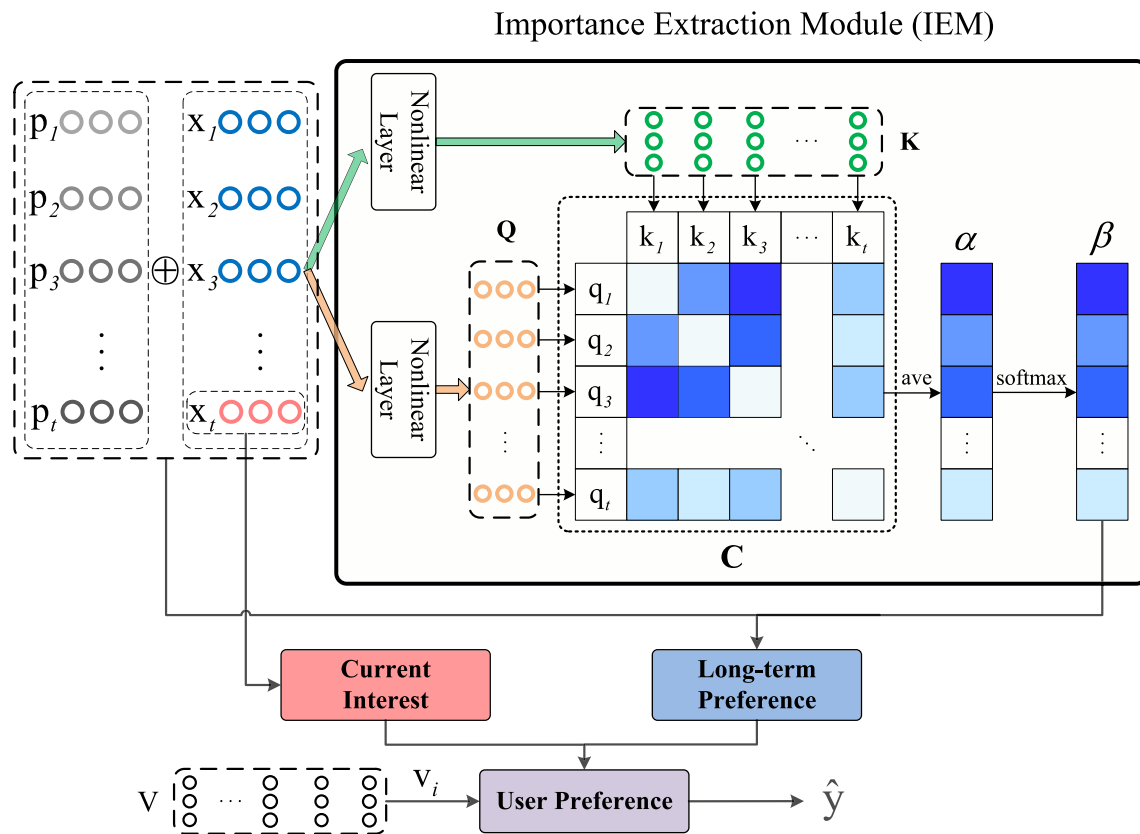 Importance Extraction Module (IEM)
p1 x1
p2 x2
p3 ⊕ x3
⋮ ⋮
pt xt
Nonlinear
Layer
Nonlinear
Layer
K
···
Q
⋮
k1 k2 k3 ··· kt
q1
q2
q3
⋮ ⋱
qt
C
ave
α
⋮
softmax
β
⋮
Current
Interest
Long-term
Preference
V ··· vi
User Preference
ŷ